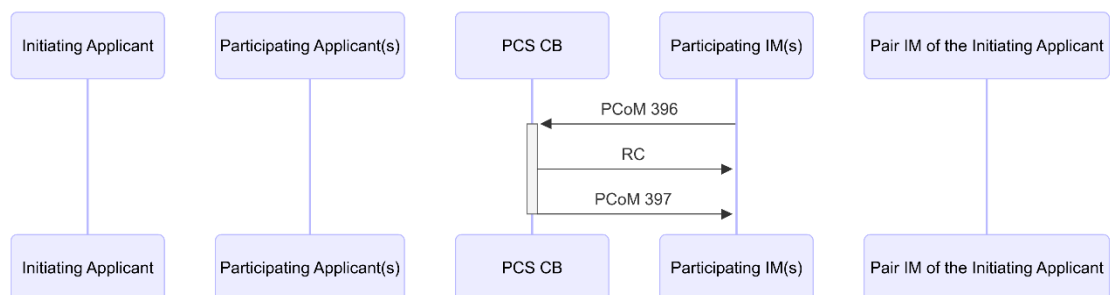 Initiating Applicant
Participating Applicant(s)
PCS CB
Participating IM(s)
Pair IM of the Initiating Applicant
PCoM 396
RC
PCoM 397
Initiating Applicant
Participating Applicant(s)
PCS CB
Participating IM(s)
Pair IM of the Initiating Applicant